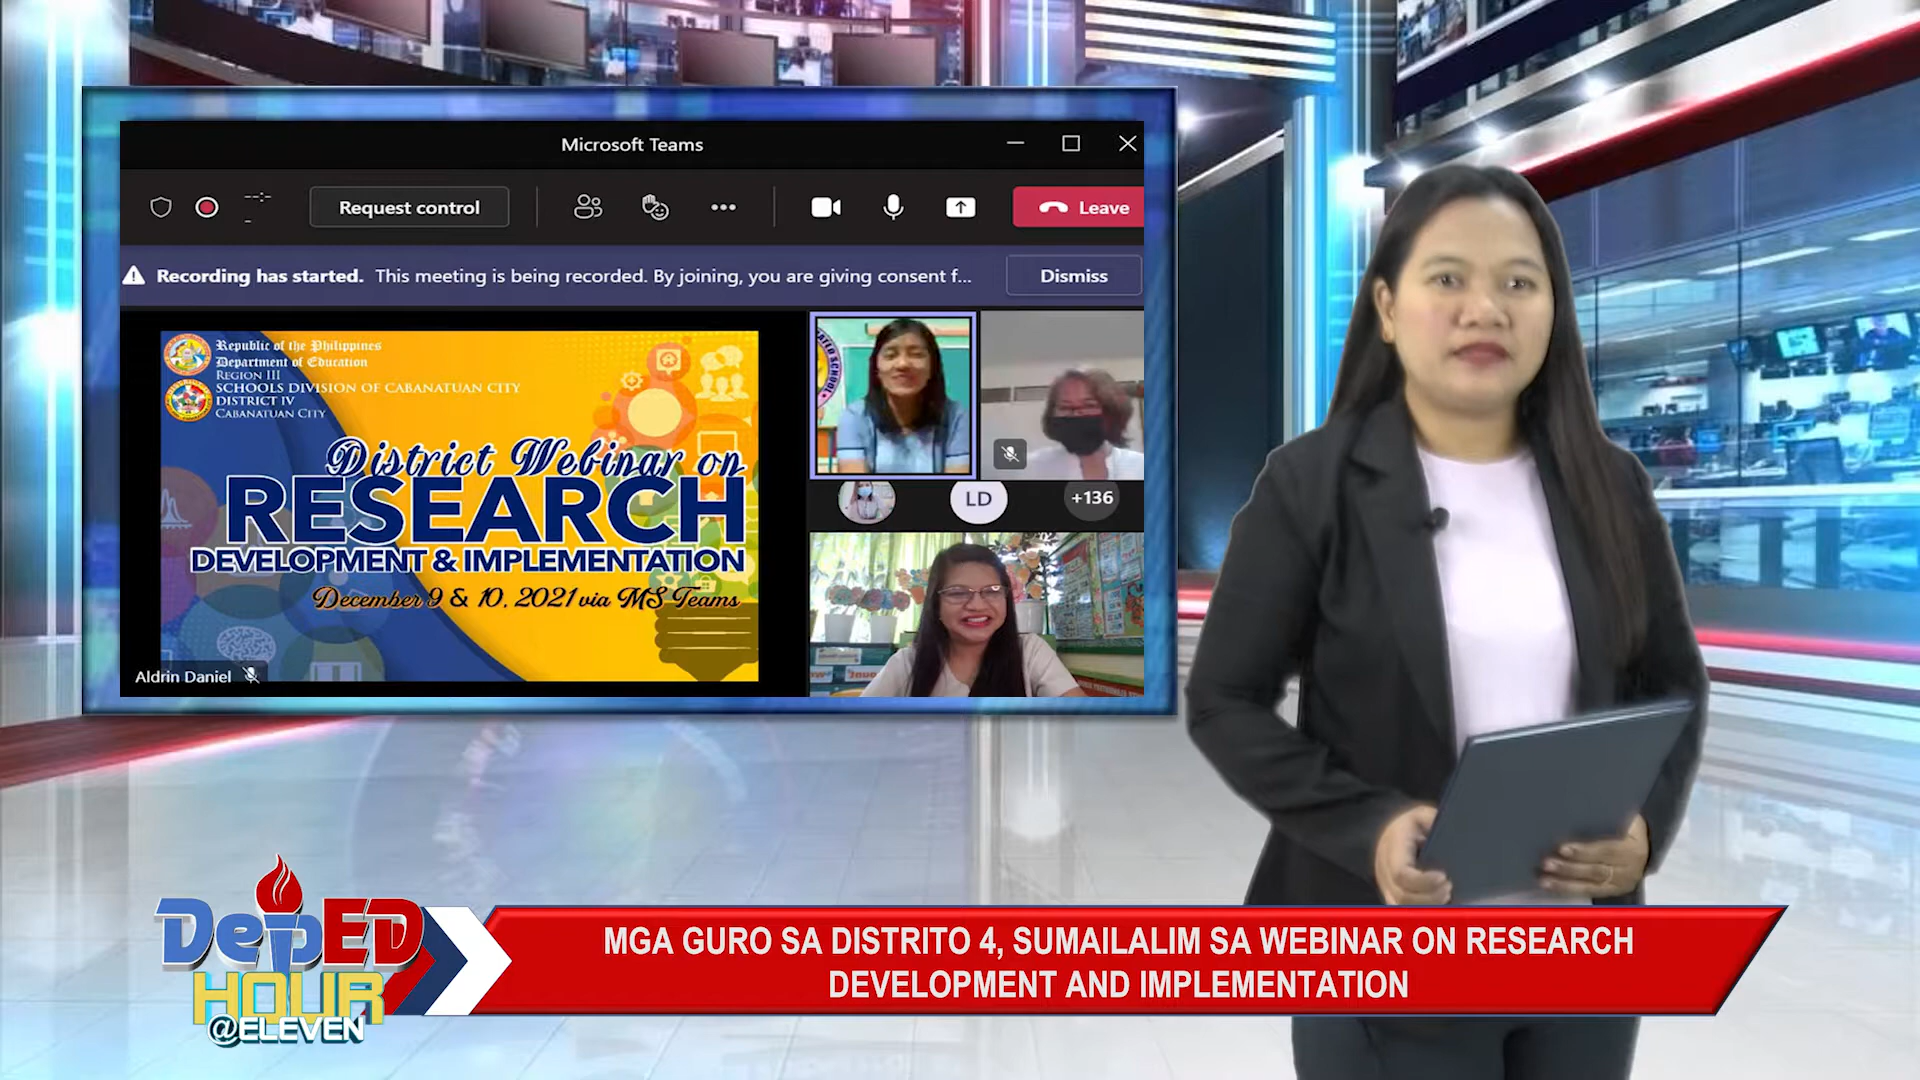 Microsoft Teams
Request control
Leave
Recording has started. This meeting is being recorded. By joining, you are giving consent f...
Dismiss
Republic of the Philippines
Department of Education
REGION III
SCHOOLS DIVISION OF CABANATUAN CITY
DISTRICT IV
CABANATUAN CITY
District Webinar on
RESEARCH
DEVELOPMENT & IMPLEMENTATION
December 9 & 10, 2021 via MS Teams
Aldrin Daniel
LD
+136
DepED
HOUR
@ELEVEN
MGA GURO SA DISTRITO 4, SUMAILALIM SA WEBINAR ON RESEARCH
DEVELOPMENT AND IMPLEMENTATION